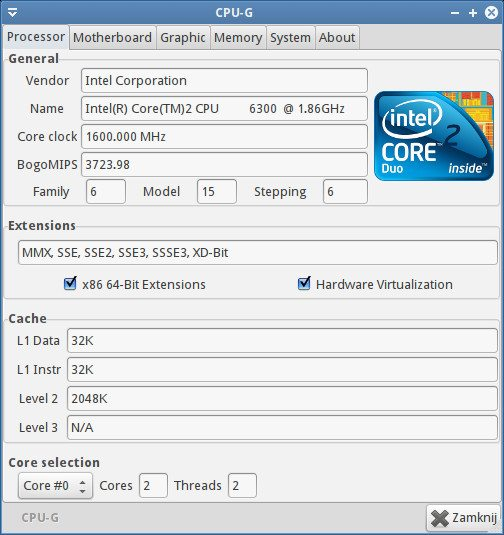 CPU-G
Processor Motherboard Graphic Memory System About
General
Vendor Intel Corporation
Name Intel(R) Core(TM)2 CPU 6300 @ 1.86GHz
Core clock 1600.000 MHz
BogoMIPS 3723.98
Family 6 Model 15 Stepping 6
intel
CORE 2
Duo inside™
Extensions
MMX, SSE, SSE2, SSE3, SSSE3, XD-Bit
x86 64-Bit Extensions Hardware Virtualization
Cache
L1 Data 32K
L1 Instr 32K
Level 2 2048K
Level 3 N/A
Core selection
Core #0 Cores 2 Threads 2
CPU-G Zamknij